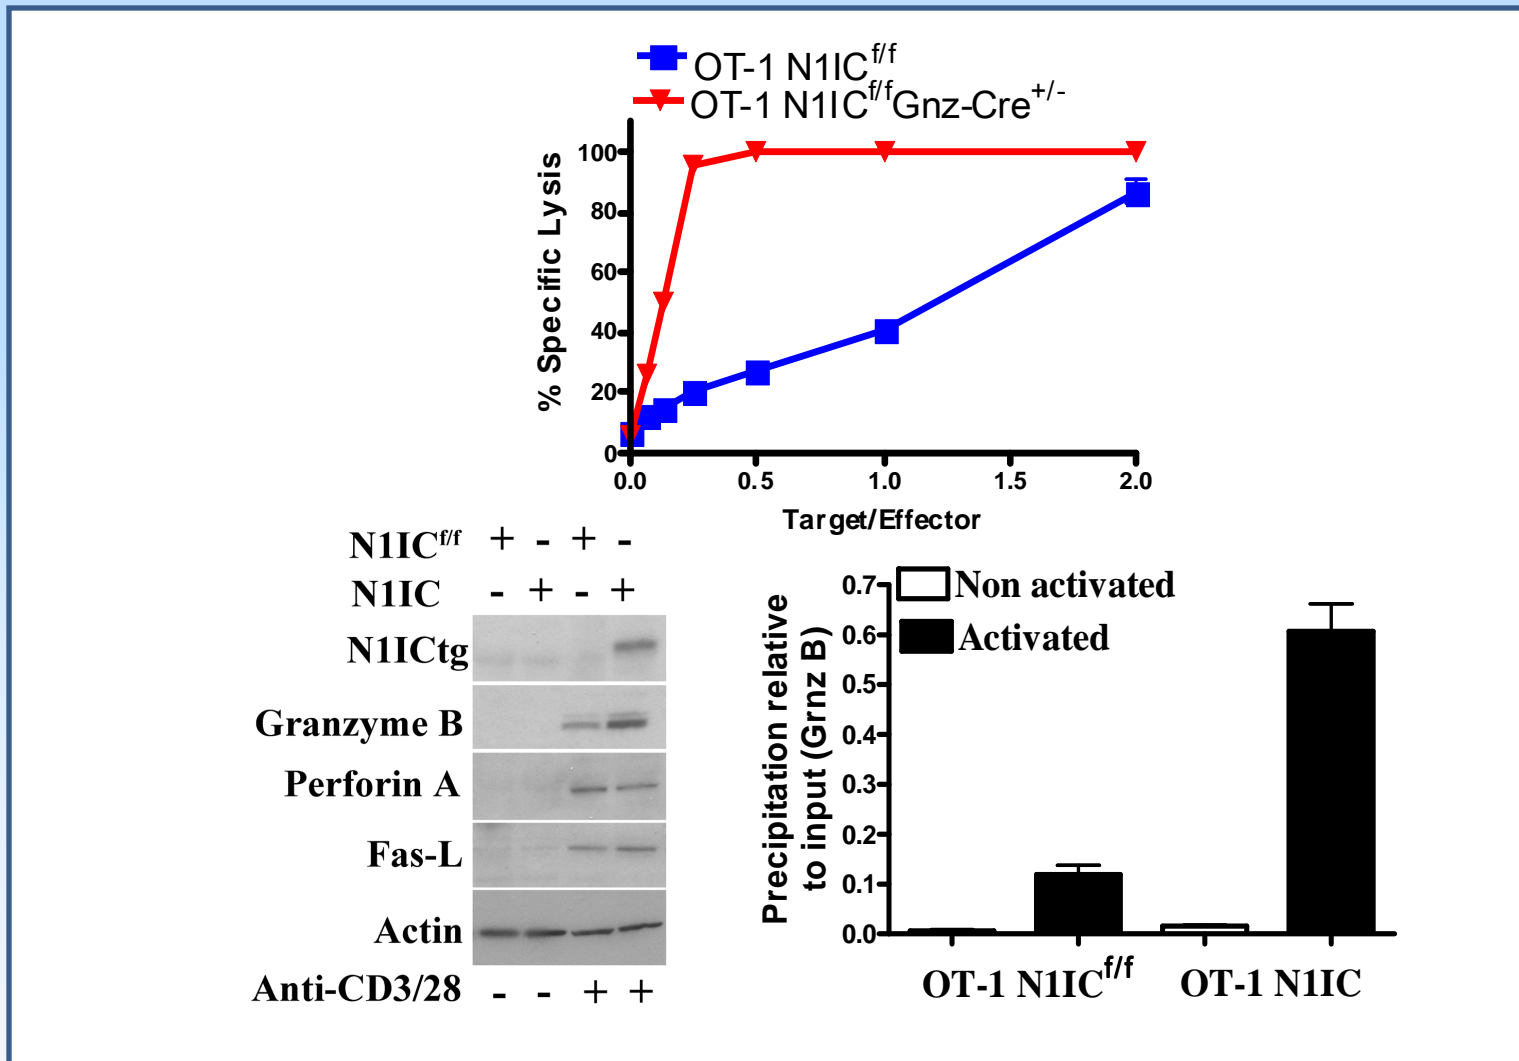 OT-1 N1IC^f/f
OT-1 N1IC^f/f Gnz-Cre^+/-
% Specific Lysis
100
80
60
40
20
0
0.0 0.5 1.0 1.5 2.0
Target/Effector
N1IC^f/f + - + -
N1IC - + - +
N1ICtg
Granzyme B
Perforin A
Fas-L
Actin
Anti-CD3/28 - - + +
Non activated
Activated
Precipitation relative
to input (Grnz B)
0.7
0.6
0.5
0.4
0.3
0.2
0.1
0.0
OT-1 N1IC^f/f OT-1 N1IC